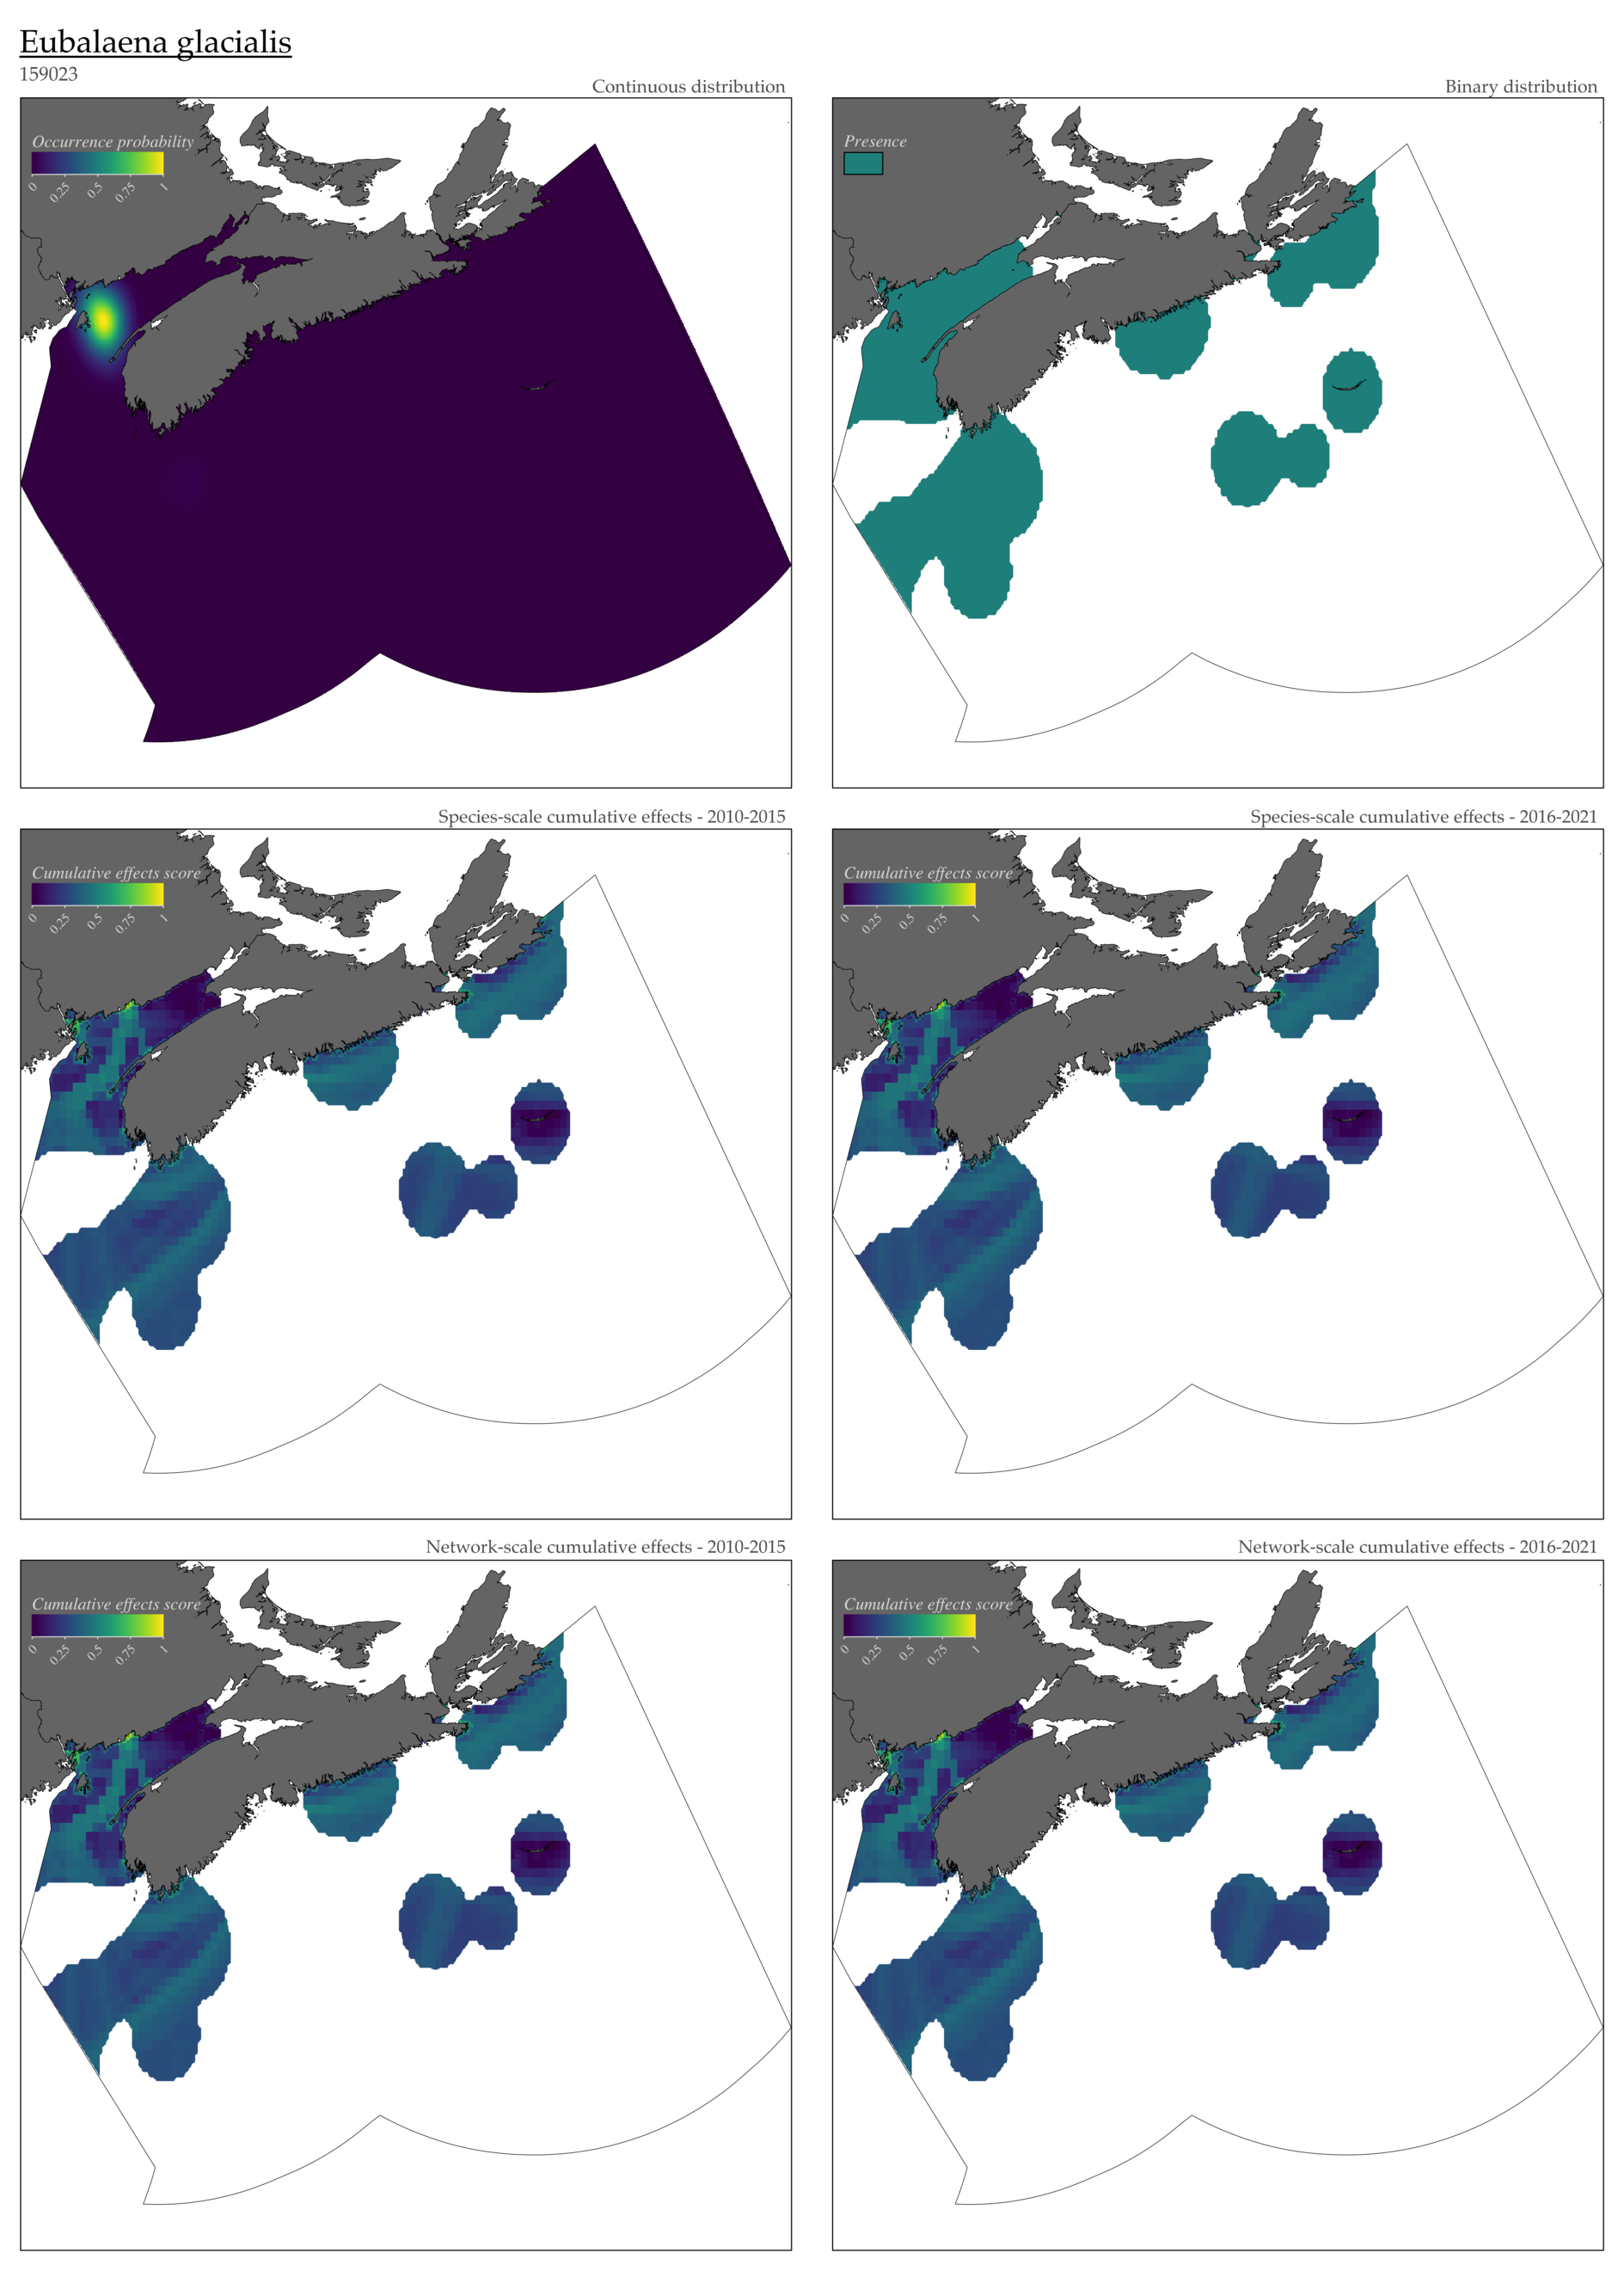 Eubalaena glacialis
159023
Continuous distribution
Occurrence probability
0 0.25 0.5 0.75 1
Binary distribution
Presence
Species-scale cumulative effects - 2010-2015
Cumulative effects score
0 0.25 0.5 0.75 1
Species-scale cumulative effects - 2016-2021
Cumulative effects score
0 0.25 0.5 0.75 1
Network-scale cumulative effects - 2010-2015
Cumulative effects score
0 0.25 0.5 0.75 1
Network-scale cumulative effects - 2016-2021
Cumulative effects score
0 0.25 0.5 0.75 1